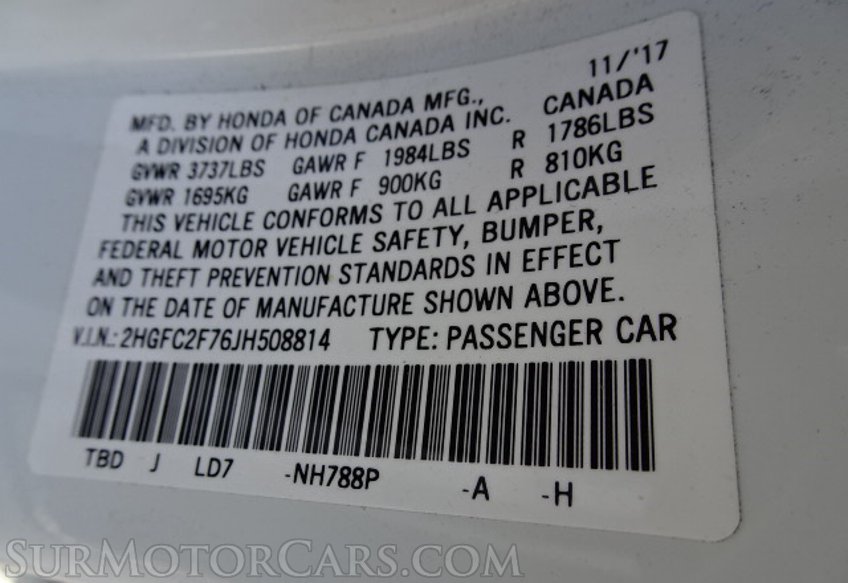 11/'17
MFD. BY HONDA OF CANADA MFG., CANADA
A DIVISION OF HONDA CANADA INC.
GVWR 3737LBS GAWR F 1984LBS R 1786LBS
GVWR 1695KG GAWR F 900KG R 810KG
THIS VEHICLE CONFORMS TO ALL APPLICABLE
FEDERAL MOTOR VEHICLE SAFETY, BUMPER,
AND THEFT PREVENTION STANDARDS IN EFFECT
ON THE DATE OF MANUFACTURE SHOWN ABOVE.
V.I.N.: 2HGFC2F76JH508814 TYPE: PASSENGER CAR
TBD J LD7 -NH788P -A -H
SURMOTORCARS.COM